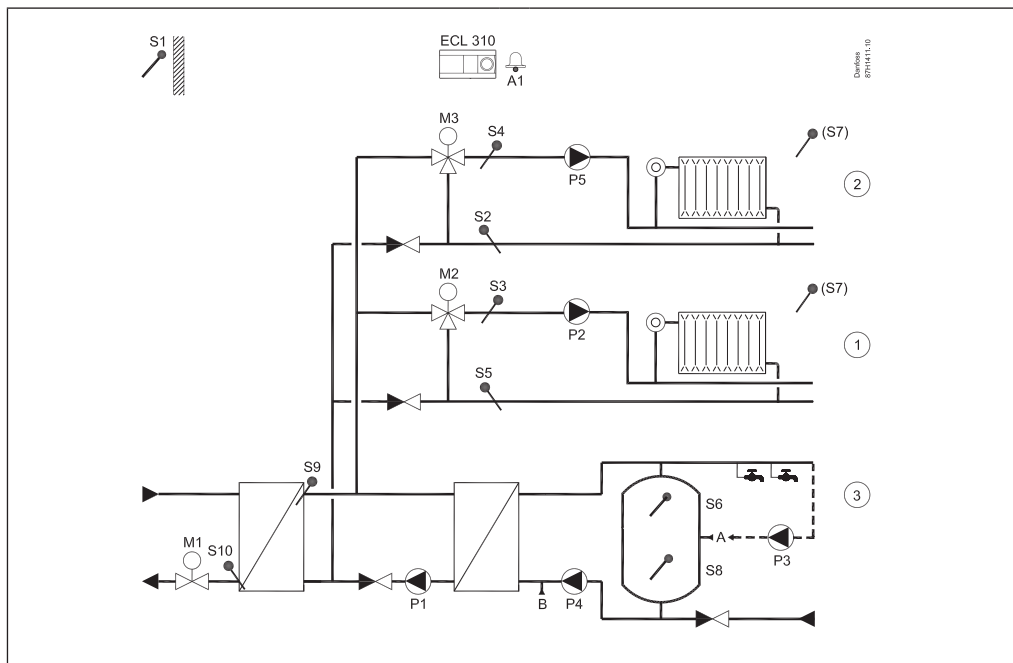 S1
ECL 310
A1
Danfoss
87H1411.10
M3
S4
P5
(S7)
2
S2
M2
S3
P2
(S7)
1
S5
S9
S6
3
A
P3
M1
S10
S8
P1
B
P4